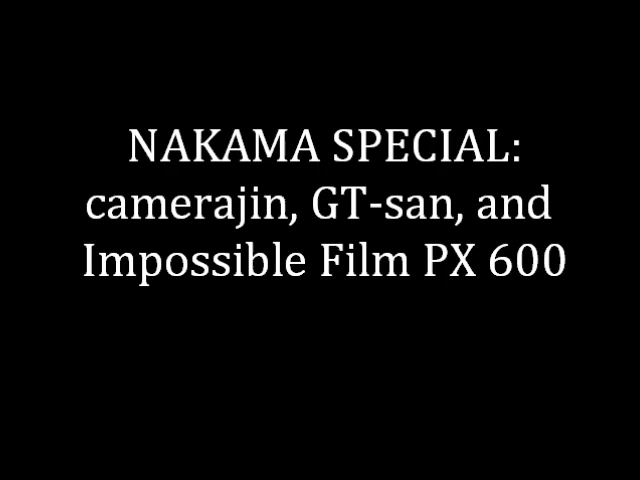 NAKAMA SPECIAL:
camerajin, GT-san, and
Impossible Film PX 600